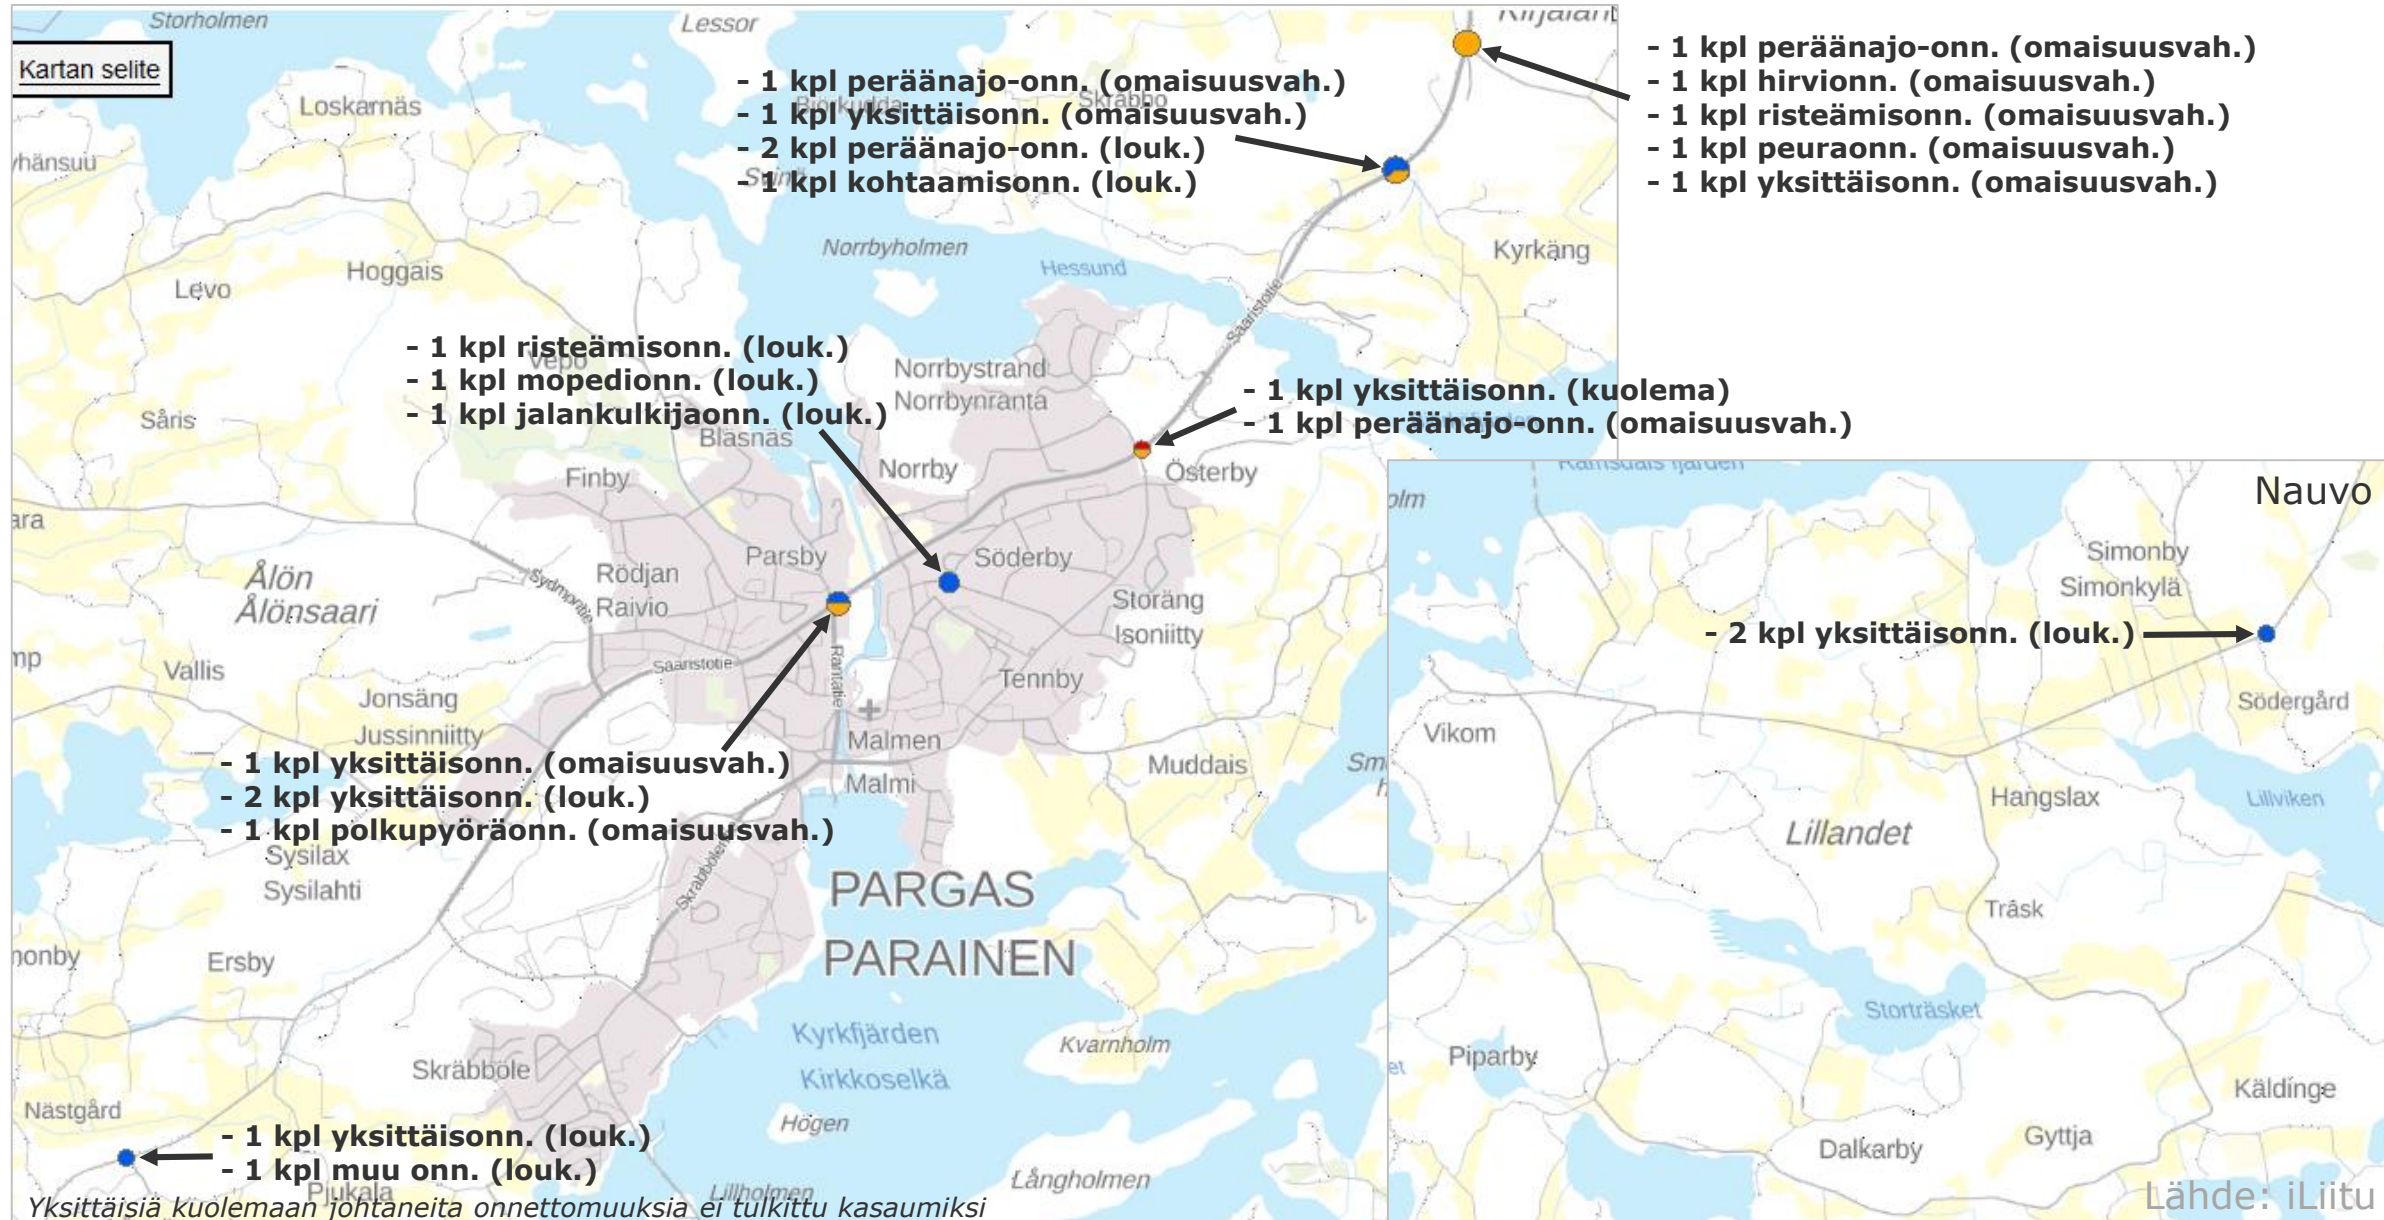 Storholmen
Lessor
Kartan selite
Loskarnäs
- 1 kpl peräänajo-onn. (omaisuusvah.)
- 1 kpl yksittäisonn. (omaisuusvah.)
- 2 kpl peräänajo-onn. (louk.)
- 1 kpl kohtaamisonn. (louk.)
- 1 kpl peräänajo-onn. (omaisuusvah.)
- 1 kpl hirvionn. (omaisuusvah.)
- 1 kpl risteämisonn. (omaisuusvah.)
- 1 kpl peuraonn. (omaisuusvah.)
- 1 kpl yksittäisonn. (omaisuusvah.)
Norrbyholmen
Hessund
Kyrkäng
Hoggais
Levo
Saaristotie
- 1 kpl risteämisonn. (louk.)
- 1 kpl mopedionn. (louk.)
- 1 kpl jalankulkijaonn. (louk.)
Norrbystrand
Norrbynranta
- 1 kpl yksittäisonn. (kuolema)
- 1 kpl peräänajo-onn. (omaisuusvah.)
Såris
Vepo
Bläsnäs
Finby
Norrby
Österby
Ålön
Ålönsaari
Sydmontie
Rödjan
Raivio
Parsby
Söderby
Storäng
Isoniitty
Vallis
Saaristotie
Rantatie
Tennby
Jonsäng
Jussinniitty
Malmen
Malmi
Muddais
- 1 kpl yksittäisonn. (omaisuusvah.)
- 2 kpl yksittäisonn. (louk.)
- 1 kpl polkupyöräonn. (omaisuusvah.)
Sysilax
Sysilahti
PARGAS
PARAINEN
Ersby
Kyrkfjärden
Kirkkoselkä
Kvarnholm
Skräbböle
Högen
Nästgård
- 1 kpl yksittäisonn. (louk.)
- 1 kpl muu onn. (louk.)
Pjukala
Lillholmen
Långholmen
Yksittäisiä kuolemaan johtaneita onnettomuuksia ei tulkittu kasaumiksi
Nauvo
Simonby
Simonkylä
- 2 kpl yksittäisonn. (louk.)
Södergård
Vikom
Hangslax
Lillviken
Lillandet
Träsk
Storträsket
Piparby
Käldinge
Dalkarby
Gyttja
Lähde: iLiitu